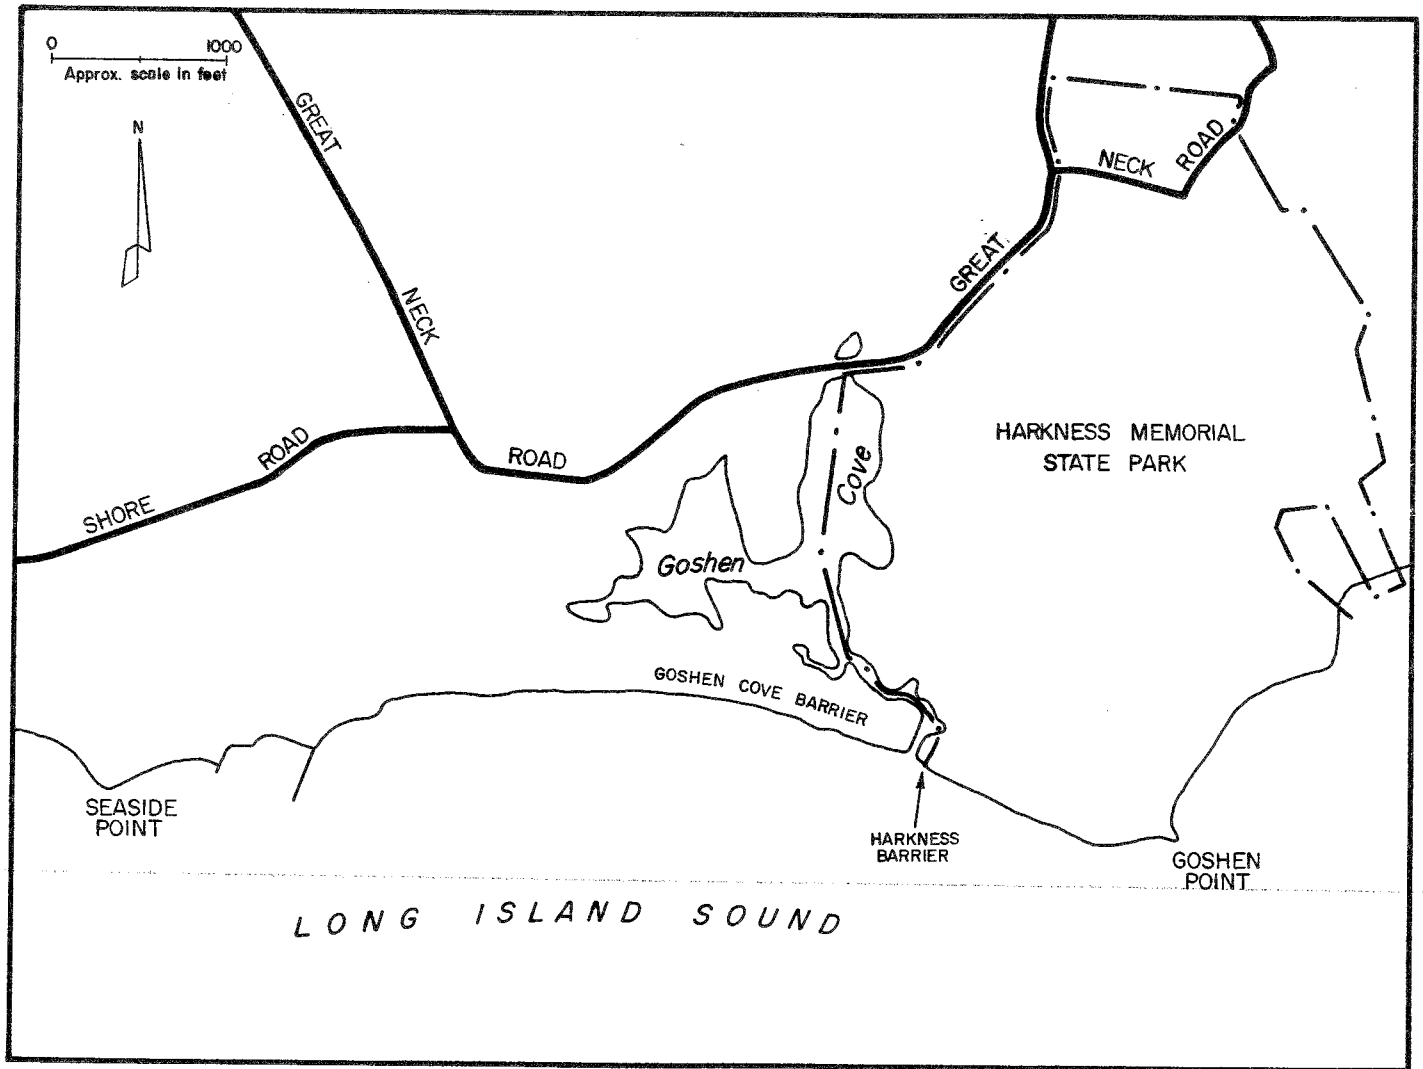 0 1000
Approx. scale in feet
N
GREAT
NECK
ROAD
GREAT
NECK
ROAD
SHORE
ROAD
Goshen
Cove
HARKNESS MEMORIAL
STATE PARK
GOSHEN COVE BARRIER
SEASIDE
POINT
HARKNESS
BARRIER
GOSHEN
POINT
LONG ISLAND SOUND